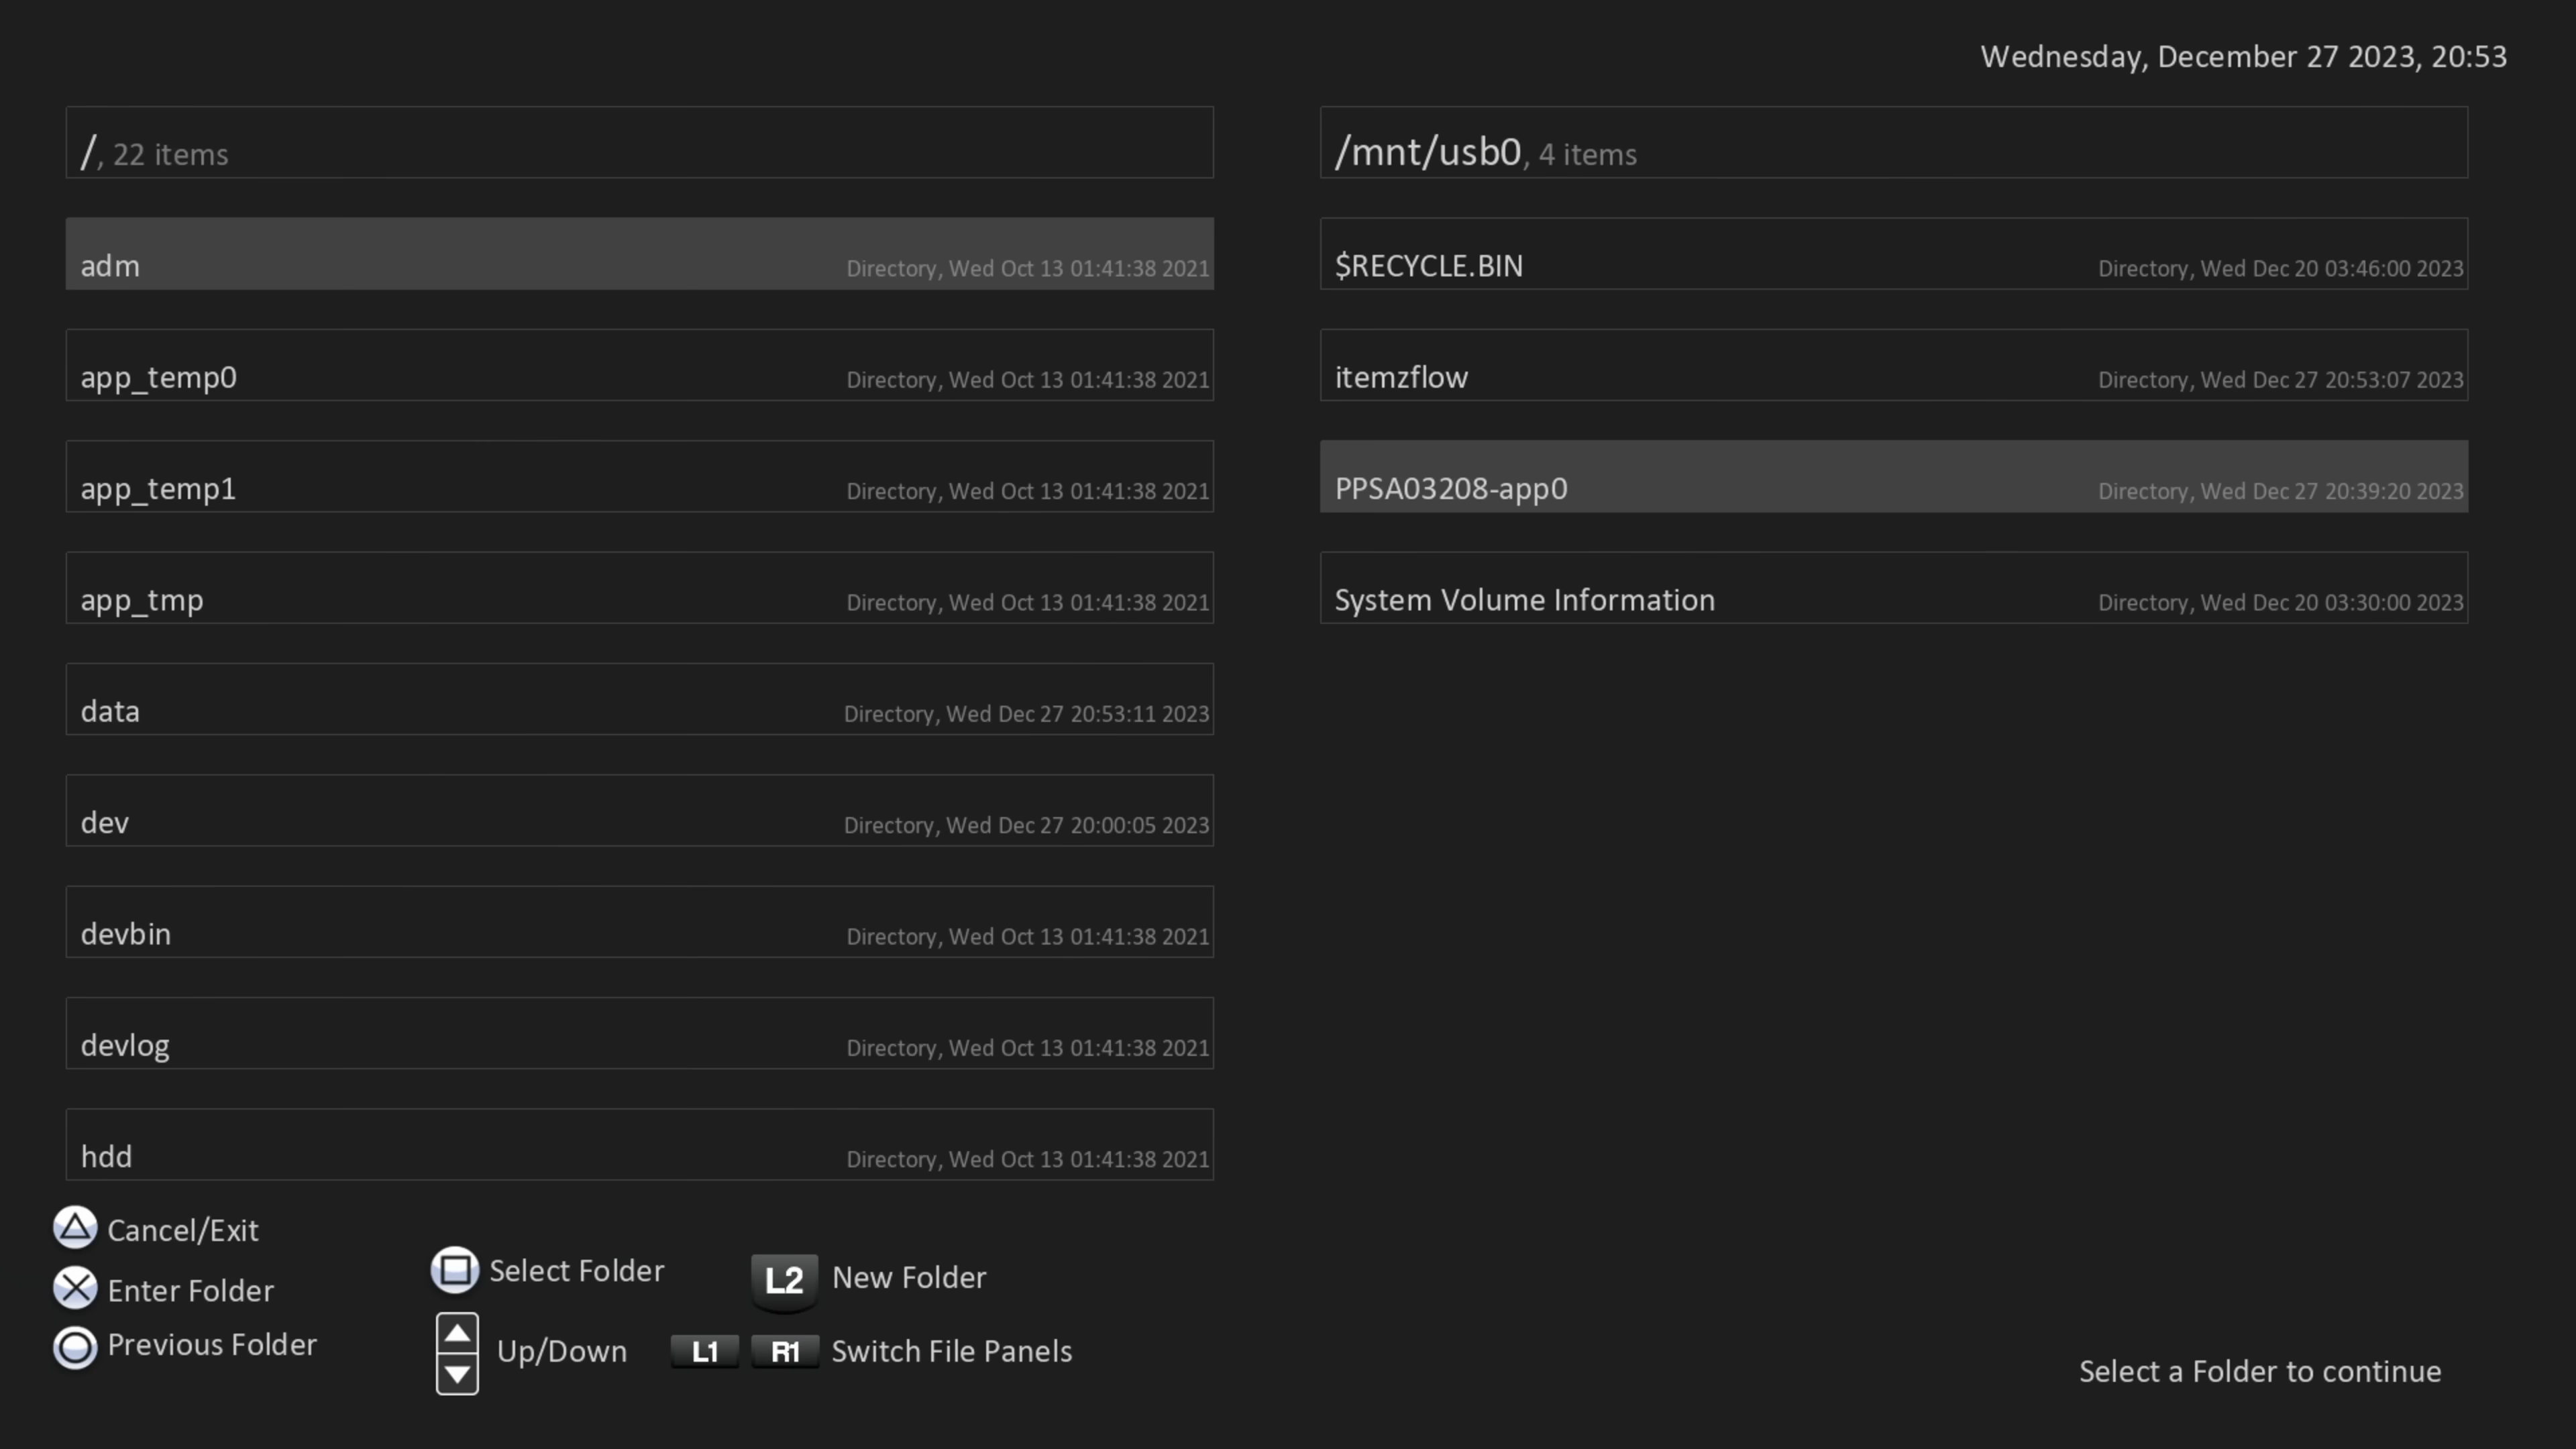 Wednesday, December 27 2023, 20:53
/, 22 items
adm Directory, Wed Oct 13 01:41:38 2021
app_temp0 Directory, Wed Oct 13 01:41:38 2021
app_temp1 Directory, Wed Oct 13 01:41:38 2021
app_tmp Directory, Wed Oct 13 01:41:38 2021
data Directory, Wed Dec 27 20:53:11 2023
dev Directory, Wed Dec 27 20:00:05 2023
devbin Directory, Wed Oct 13 01:41:38 2021
devlog Directory, Wed Oct 13 01:41:38 2021
hdd Directory, Wed Oct 13 01:41:38 2021
/mnt/usb0, 4 items
$RECYCLE.BIN Directory, Wed Dec 20 03:46:00 2023
itemzflow Directory, Wed Dec 27 20:53:07 2023
PPSA03208-app0 Directory, Wed Dec 27 20:39:20 2023
System Volume Information Directory, Wed Dec 20 03:30:00 2023
Cancel/Exit
Enter Folder
Previous Folder
Select Folder
Up/Down
L2 New Folder
L1 R1 Switch File Panels
Select a Folder to continue